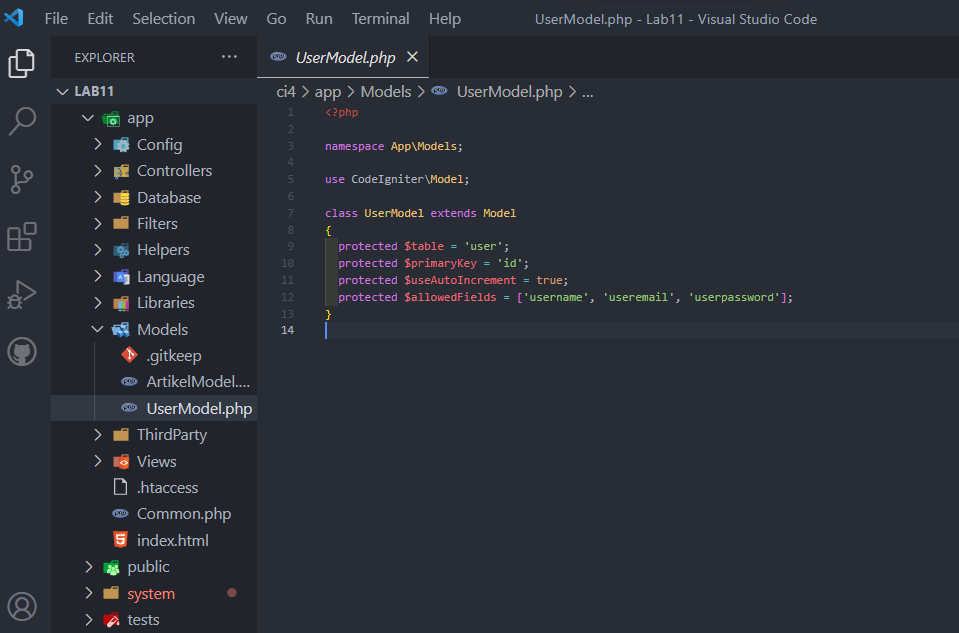 File Edit Selection View Go Run Terminal Help UserModel.php - Lab11 - Visual Studio Code
EXPLORER ···
LAB11
app
Config
Controllers
Database
Filters
Helpers
Language
Libraries
Models
.gitkeep
ArtikelModel....
UserModel.php
ThirdParty
Views
.htaccess
Common.php
index.html
public
system
tests
UserModel.php
ci4 > app > Models > UserModel.php > ...
1 <?php
2
3 namespace App\Models;
4
5 use CodeIgniter\Model;
6
7 class UserModel extends Model
8 {
9 protected $table = 'user';
10 protected $primaryKey = 'id';
11 protected $useAutoIncrement = true;
12 protected $allowedFields = ['username', 'useremail', 'userpassword'];
13 }
14